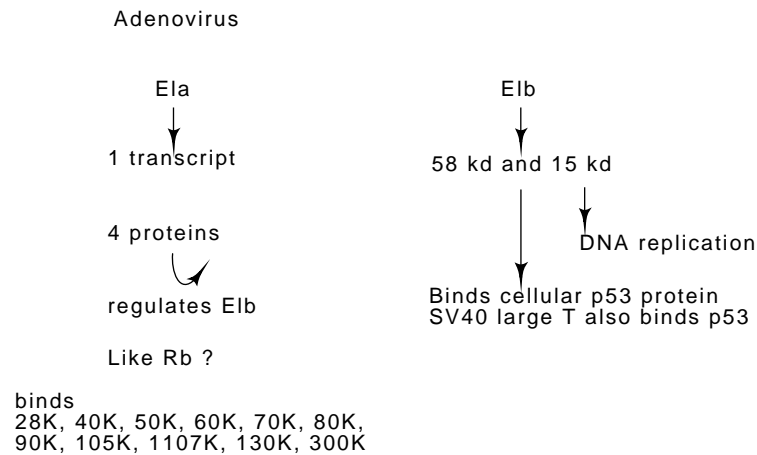 Adenovirus
Ela
1 transcript
4 proteins
regulates Elb
Like Rb ?
binds
28K, 40K, 50K, 60K, 70K, 80K,
90K, 105K, 1107K, 130K, 300K
Elb
58 kd and 15 kd
DNA replication
Binds cellular p53 protein
SV40 large T also binds p53